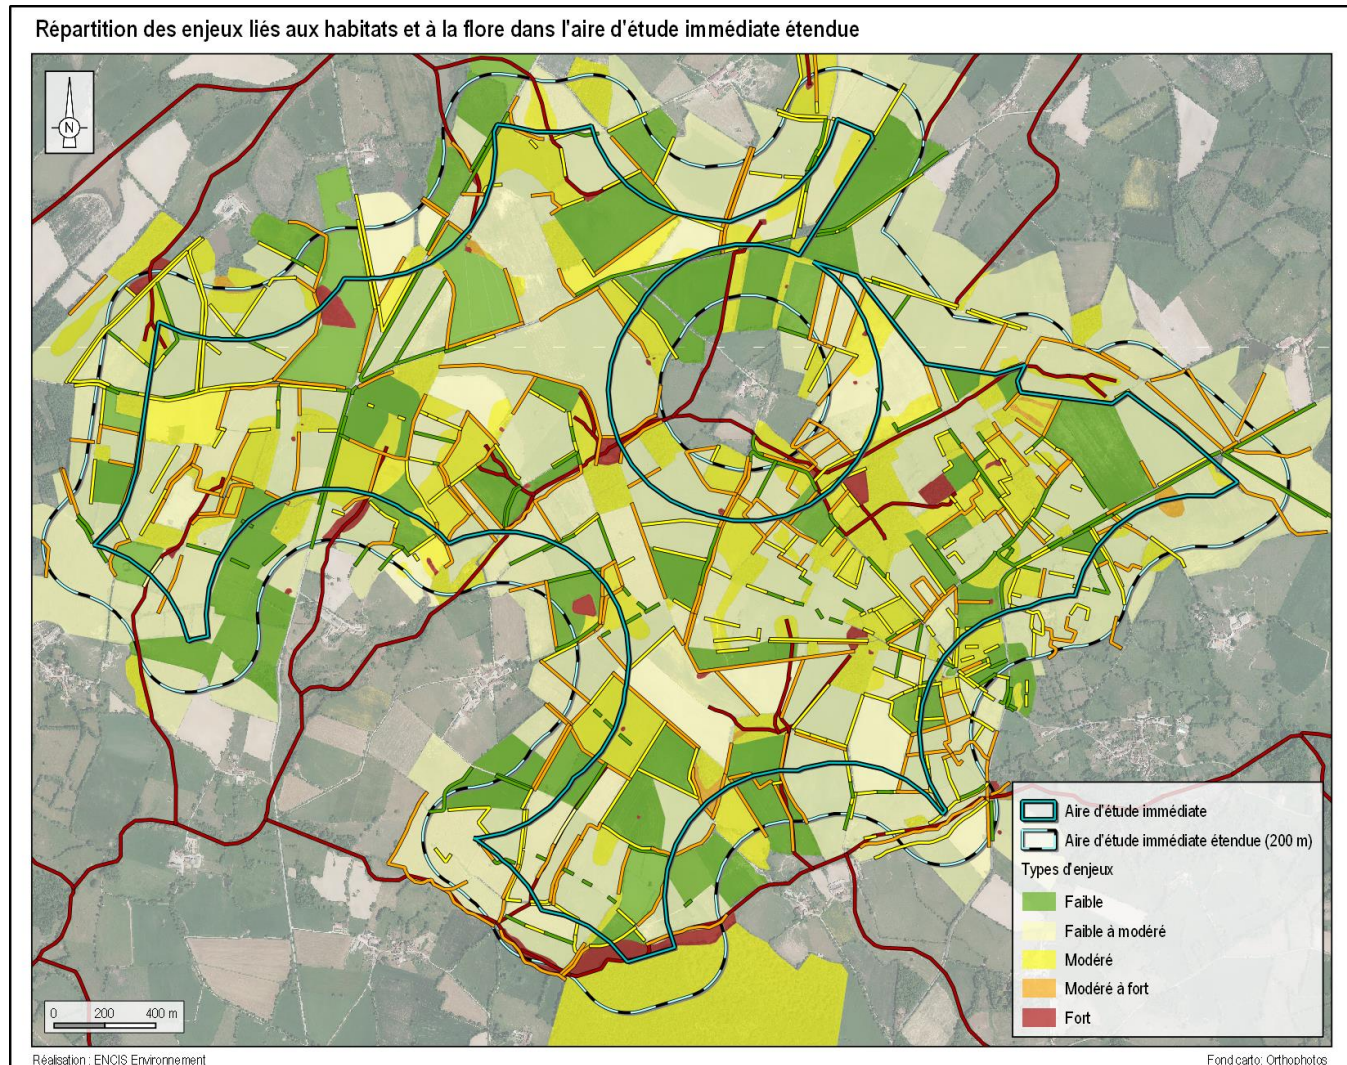 Répartition des enjeux liés aux habitats et à la flore dans l'aire d'étude immédiate étendue
N
Aire d'étude immédiate
Aire d'étude immédiate étendue (200 m)
Types d'enjeux
Faible
Faible à modéré
Modéré
Modéré à fort
Fort
0 200 400 m
Réalisation : ENCIS Environnement
Fond carto: Orthophotos